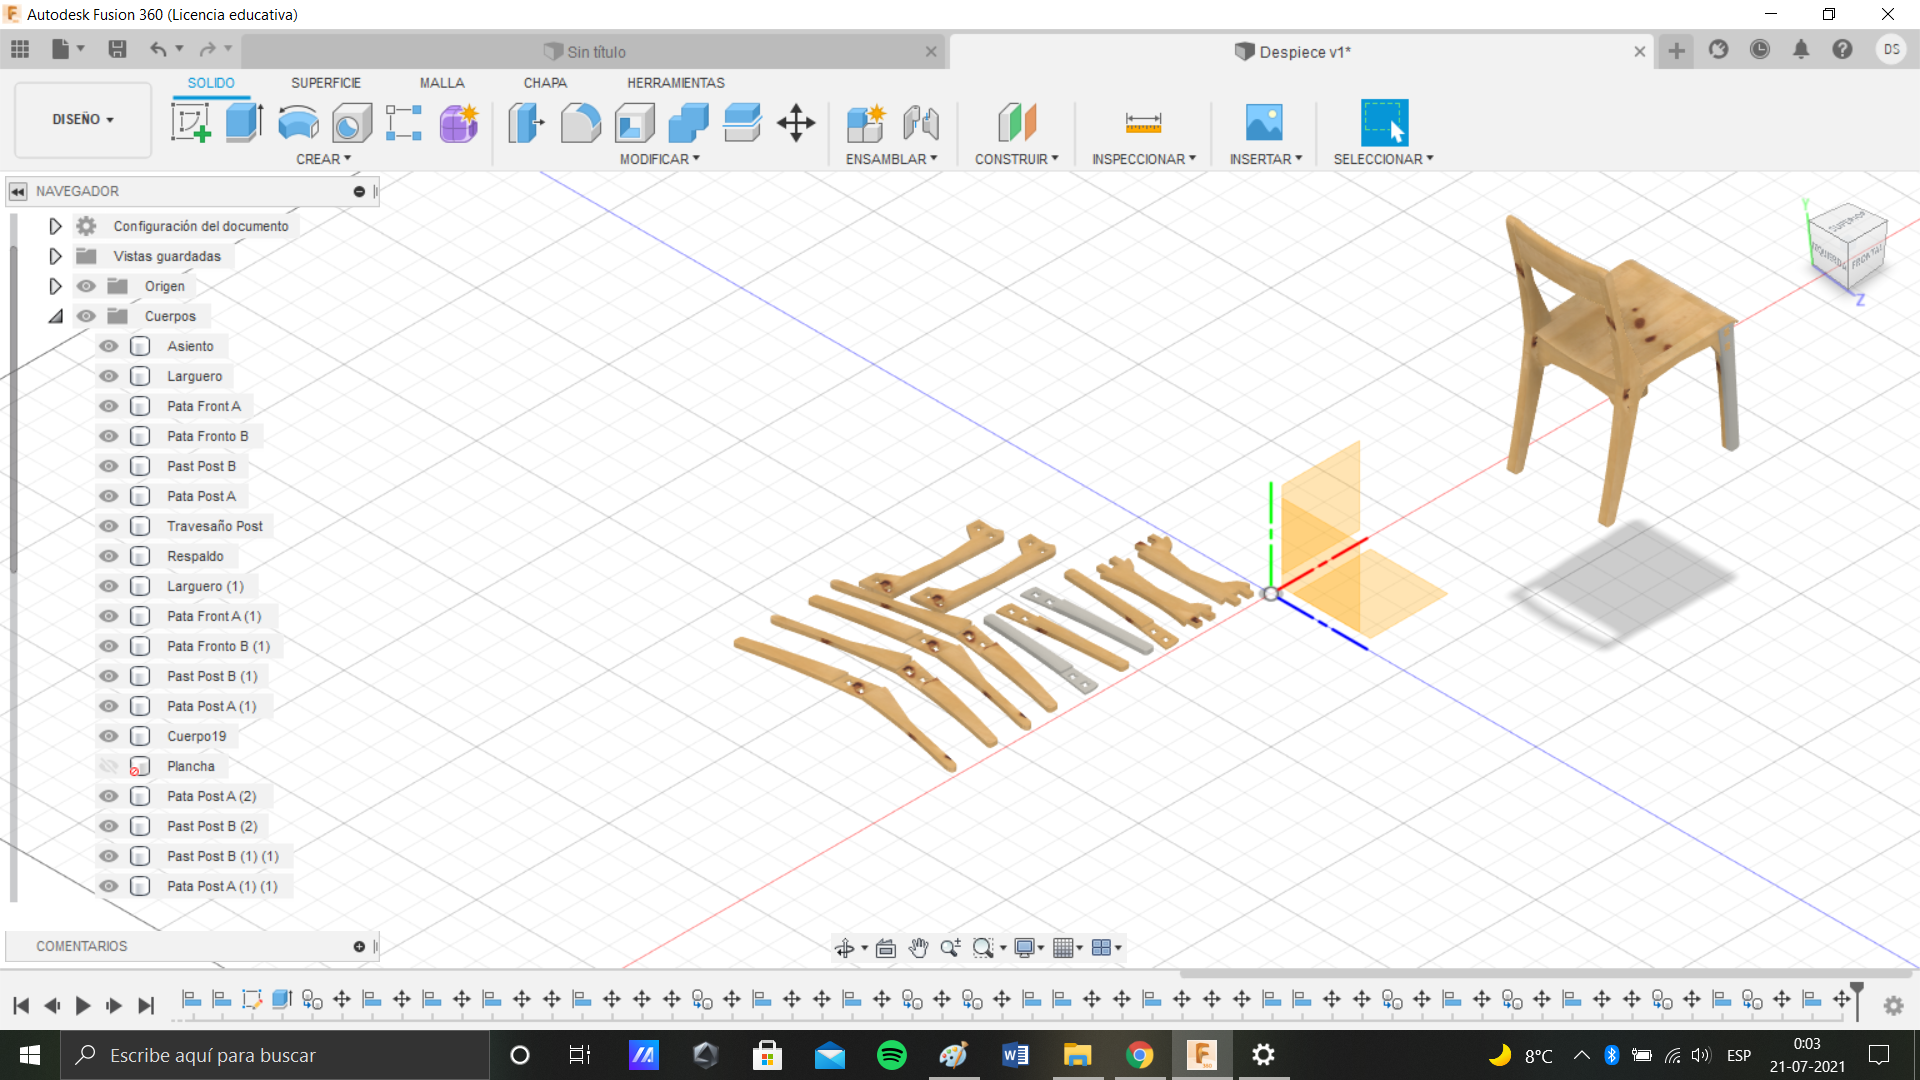 Autodesk Fusion 360 (Licencia educativa)
Sin título
Despiece v1*
DS
DISEÑO
SOLIDO
SUPERFICIE
MALLA
CHAPA
HERRAMIENTAS
CREAR
MODIFICAR
ENSAMBLAR
CONSTRUIR
INSPECCIONAR
INSERTAR
SELECCIONAR
NAVEGADOR
Configuración del documento
Vistas guardadas
Origen
Cuerpos
Asiento
Larguero
Pata Front A
Pata Fronto B
Past Post B
Pata Post A
Travesaño Post
Respaldo
Larguero (1)
Pata Front A (1)
Pata Fronto B (1)
Past Post B (1)
Pata Post A (1)
Cuerpo19
Plancha
Pata Post A (2)
Past Post B (2)
Past Post B (1) (1)
Pata Post A (1) (1)
Y
SUPERIOR
FRONTAL
Z
COMENTARIOS
Escribe aquí para buscar
8°C
ESP
0:03
21-07-2021